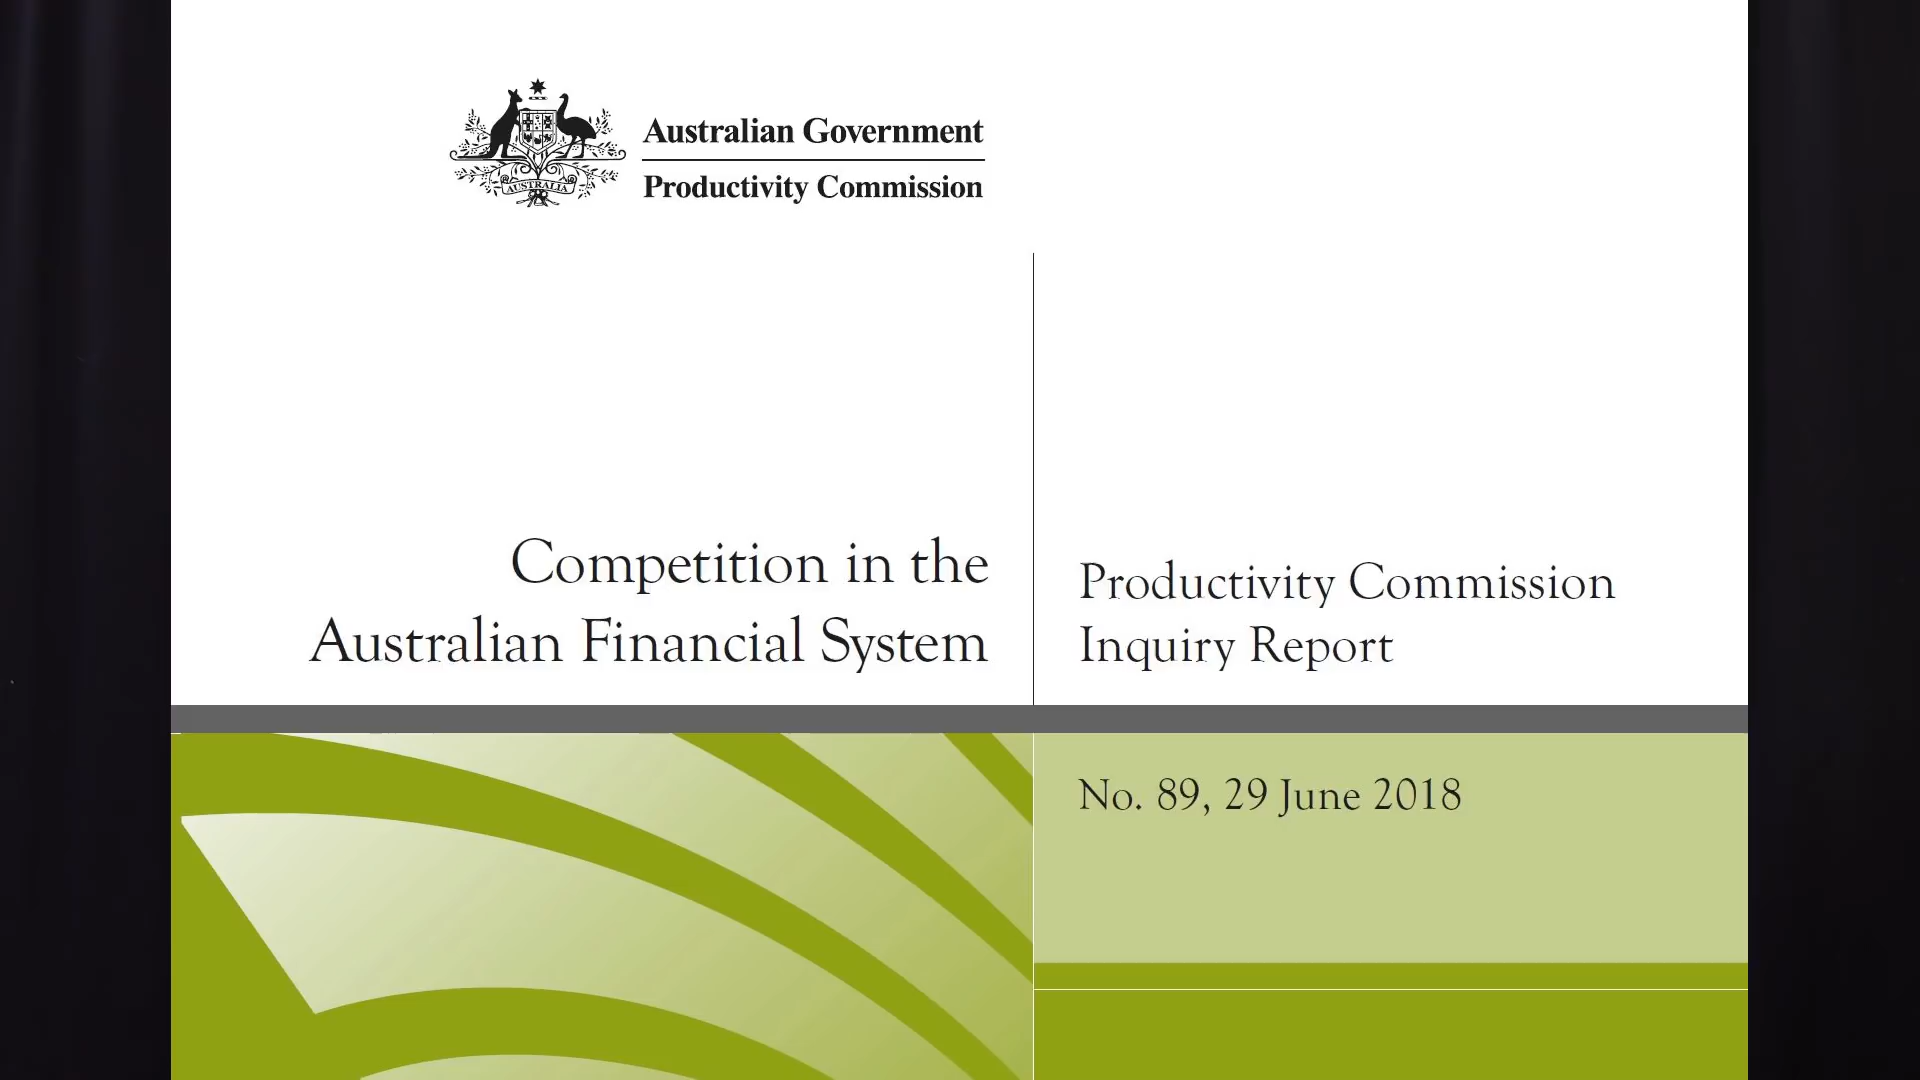 AUSTRALIA
Australian Government
Productivity Commission
Competition in the
Australian Financial System
Productivity Commission
Inquiry Report
No. 89, 29 June 2018